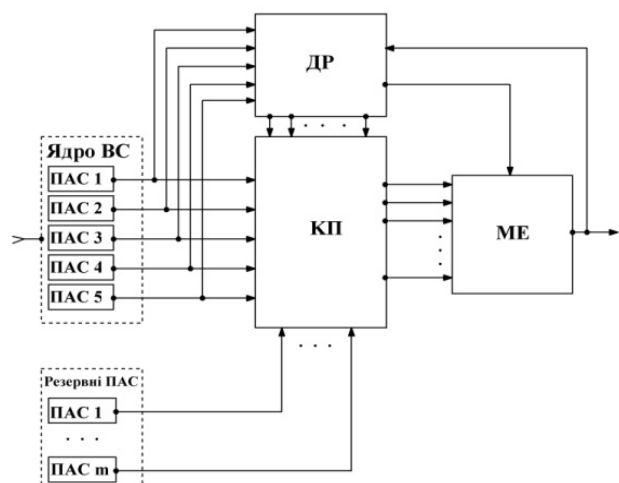 ДР
Ядро ВС
ПАС 1
ПАС 2
ПАС 3
ПАС 4
ПАС 5
КП
МЕ
Резервні ПАС
ПАС 1
ПАС m